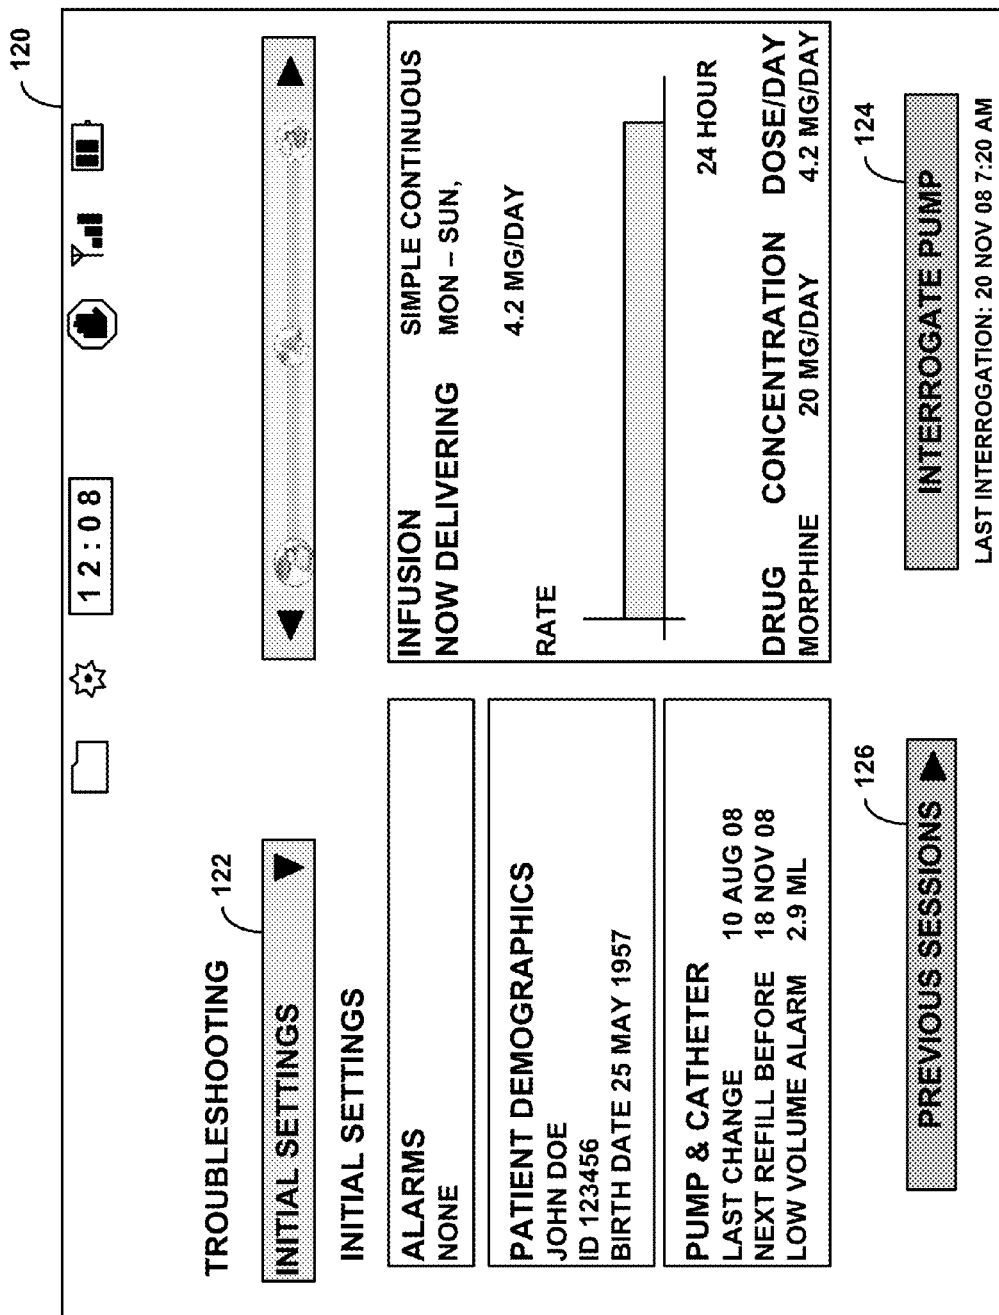 120
12:08
TROUBLESHOOTING
122
INITIAL SETTINGS
INITIAL SETTINGS
ALARMS
NONE
PATIENT DEMOGRAPHICS
JOHN DOE
ID 123456
BIRTH DATE 25 MAY 1957
PUMP & CATHETER
LAST CHANGE 10 AUG 08
NEXT REFILL BEFORE 18 NOV 08
LOW VOLUME ALARM 2.9 ML
INFUSION SIMPLE CONTINUOUS
NOW DELIVERING MON – SUN,
4.2 MG/DAY
RATE
24 HOUR
DRUG CONCENTRATION DOSE/DAY
MORPHINE 20 MG/DAY 4.2 MG/DAY
126
PREVIOUS SESSIONS
124
INTERROGATE PUMP
LAST INTERROGATION: 20 NOV 08 7:20 AM